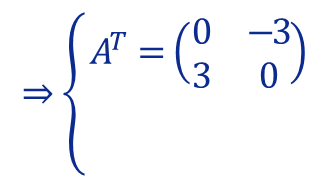 ⇒ { A^T = ( 0 −3
3 0 )